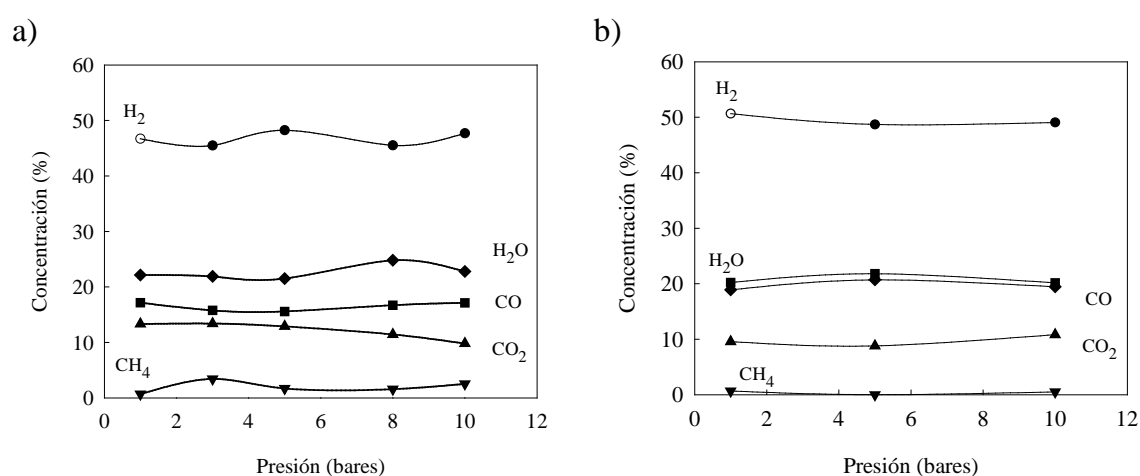 a)
60
50
40
30
20
10
0
Concentración (%)
H2
H2O
CO
CO2
CH4
0 2 4 6 8 10 12
Presión (bares)
b)
60
50
40
30
20
10
0
Concentración (%)
H2
H2O
CO
CO2
CH4
0 2 4 6 8 10 12
Presión (bares)